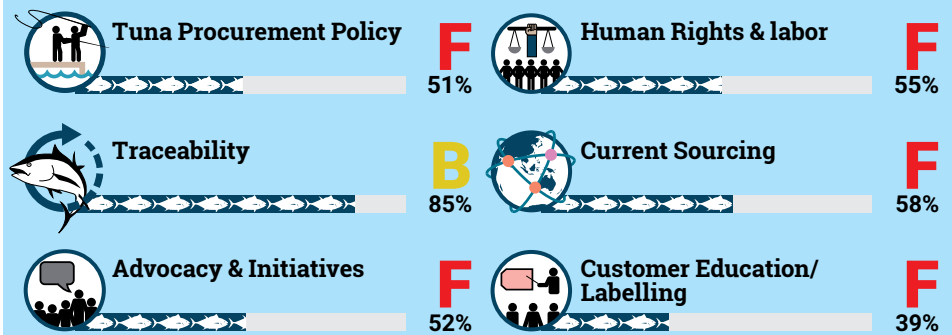 Tuna Procurement Policy
F
51%
Human Rights & labor
F
55%
Traceability
B
85%
Current Sourcing
F
58%
Advocacy & Initiatives
F
52%
Customer Education/
Labelling
F
39%